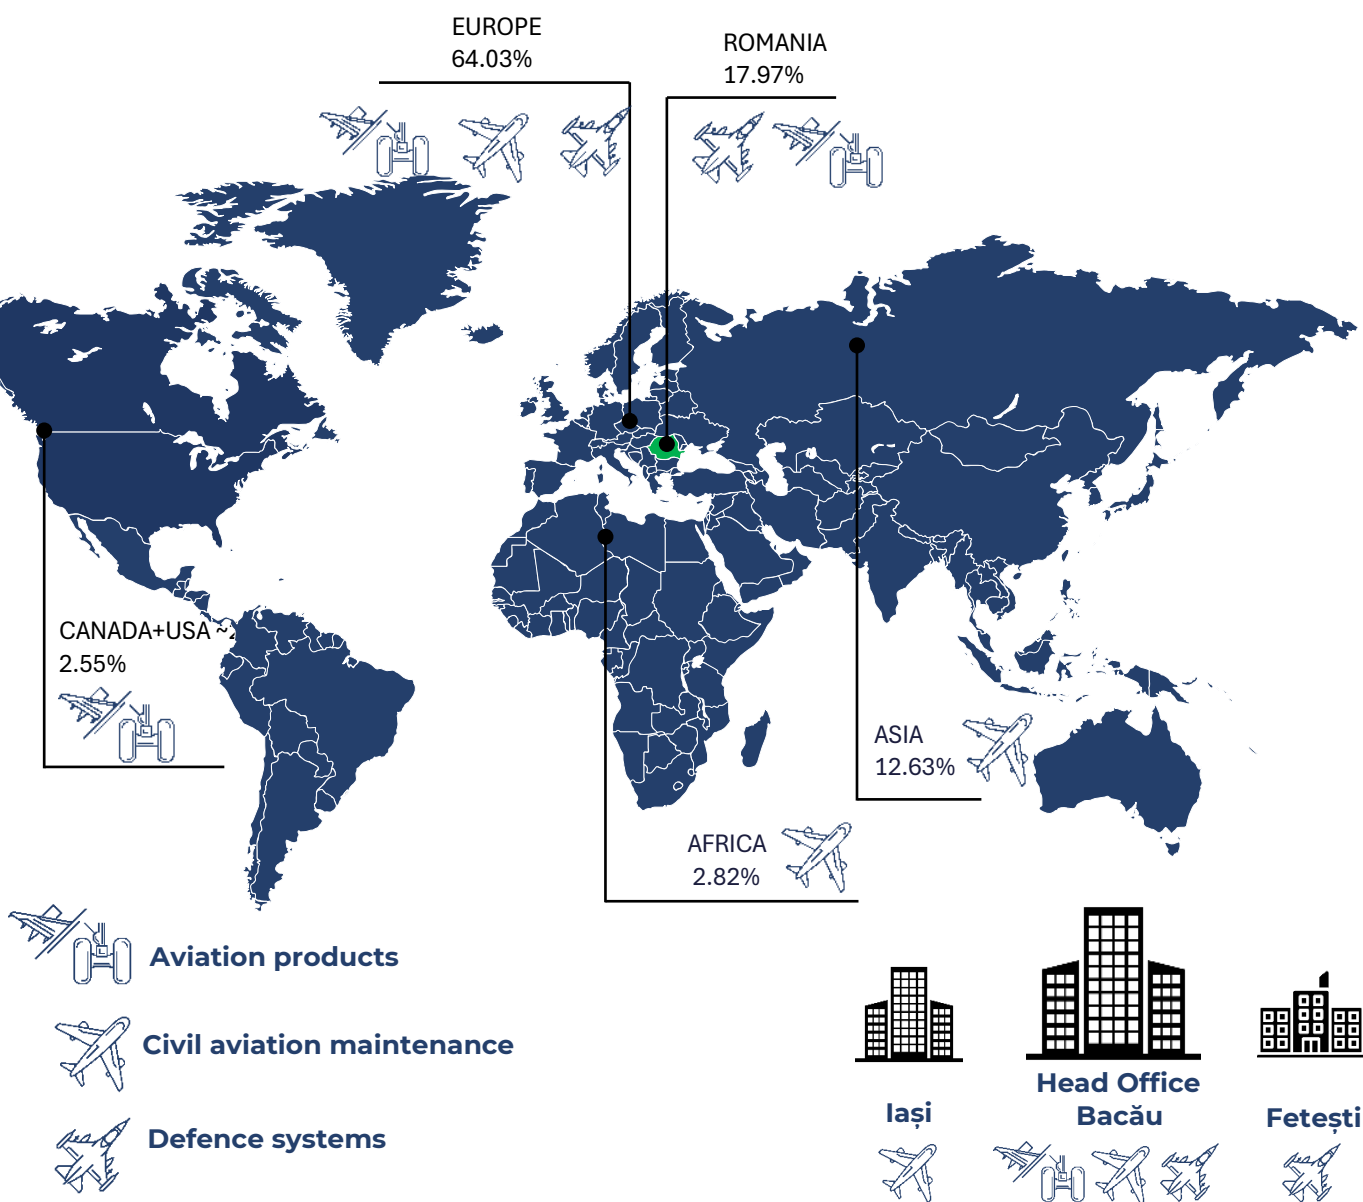 EUROPE
64.03%
ROMANIA
17.97%
CANADA+USA ~
2.55%
ASIA
12.63%
AFRICA
2.82%
Aviation products
Civil aviation maintenance
Defence systems
Iași
Head Office
Bacău
Fetești